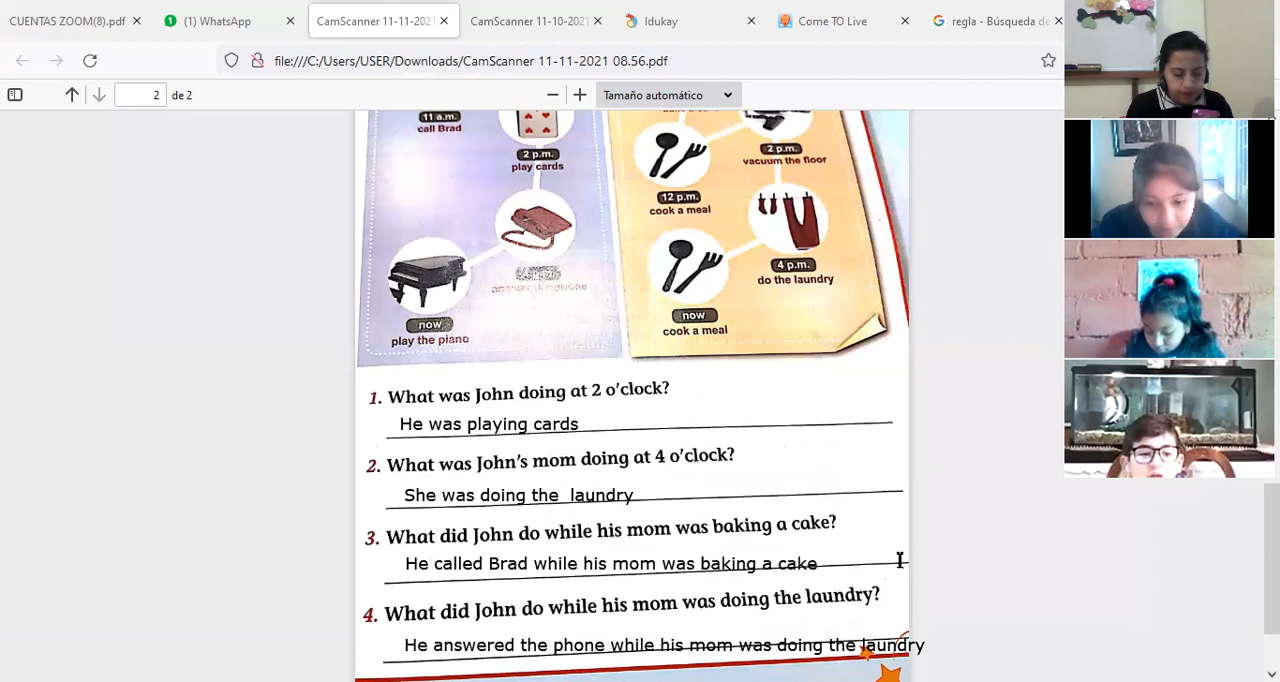 CUENTAS ZOOM(8).pdf
(1) WhatsApp
CamScanner 11-11-2021
CamScanner 11-10-202
Idukay
Come TO Live
regla - Búsqueda de
file:///C:/Users/USER/Downloads/CamScanner 11-11-2021 08.56.pdf
2 de 2
Tamaño automático
11 a.m.
call Brad
2 p.m.
play cards
now
play the piano
2 p.m.
vacuum the floor
12 p.m.
cook a meal
4 p.m.
do the laundry
now
cook a meal
1. What was John doing at 2 o'clock?
He was playing cards
2. What was John's mom doing at 4 o'clock?
She was doing the laundry
3. What did John do while his mom was baking a cake?
He called Brad while his mom was baking a cake
4. What did John do while his mom was doing the laundry?
He answered the phone while his mom was doing the laundry